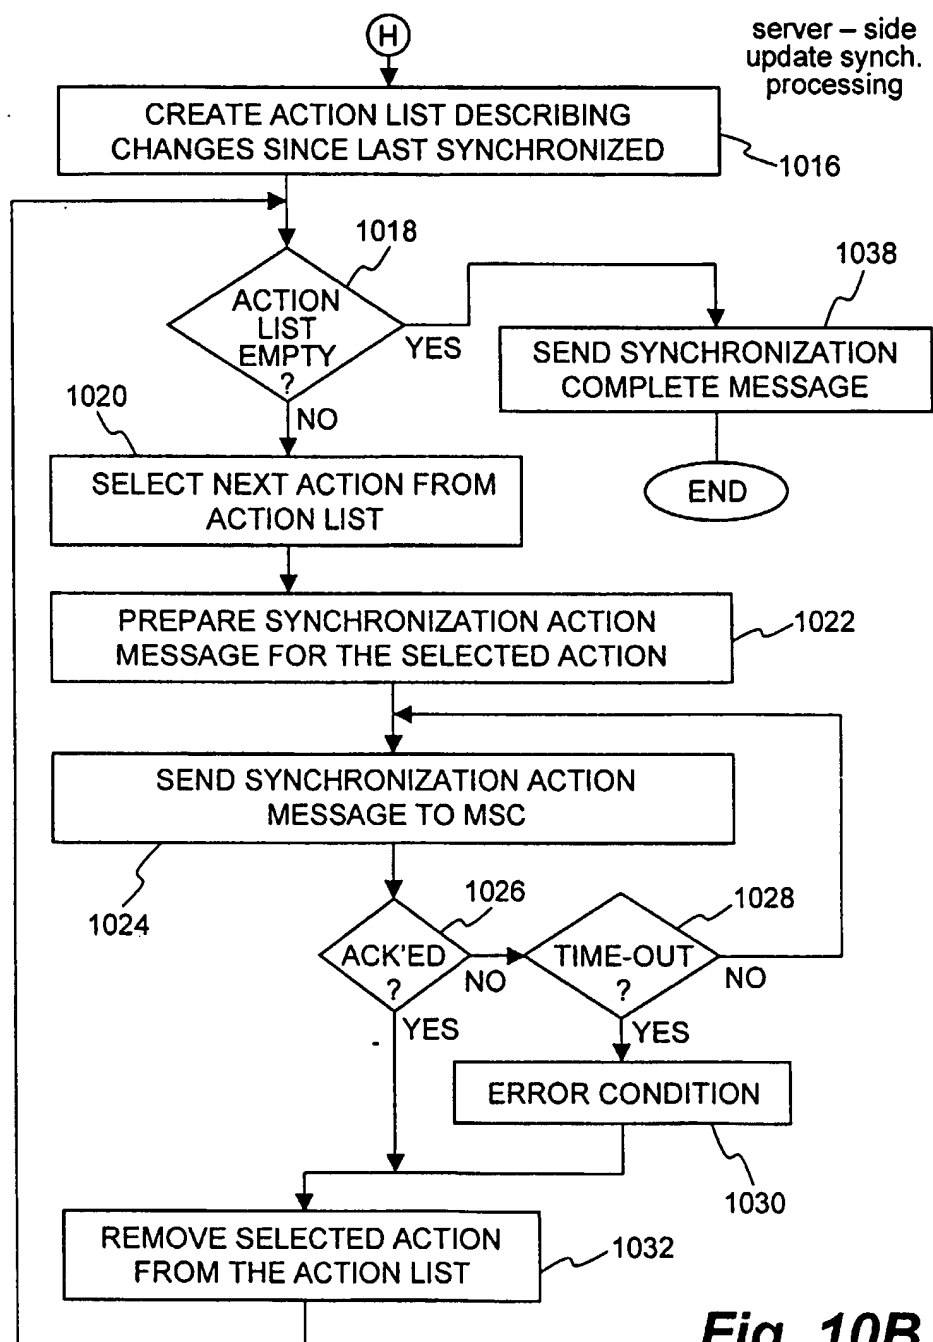 H
server – side
update synch.
processing
CREATE ACTION LIST DESCRIBING
CHANGES SINCE LAST SYNCHRONIZED
1016
1018
1038
ACTION
LIST
EMPTY
?
YES
SEND SYNCHRONIZATION
COMPLETE MESSAGE
1020
NO
SELECT NEXT ACTION FROM
ACTION LIST
END
PREPARE SYNCHRONIZATION ACTION
MESSAGE FOR THE SELECTED ACTION
1022
SEND SYNCHRONIZATION ACTION
MESSAGE TO MSC
1024
1026
1028
ACK'ED
?
NO
TIME-OUT
?
NO
YES
YES
ERROR CONDITION
1030
REMOVE SELECTED ACTION
FROM THE ACTION LIST
1032
Fig. 10B